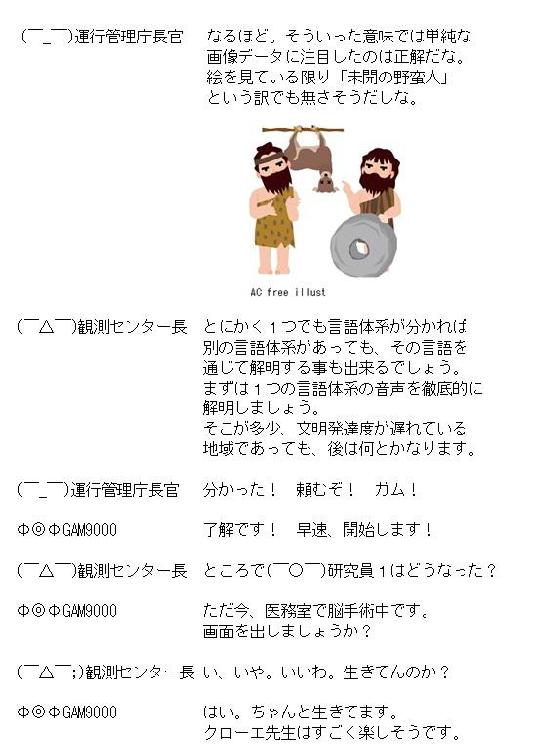 (￣_￣)運行管理庁長官　なるほど，そういった意味では単純な
画像データに注目したのは正解だな。
絵を見ている限り「未開の野蛮人」
という訳でも無さそうだしな。
AC free illust
(￣△￣)観測センター長　とにかく１つでも言語体系が分かれば
別の言語体系があっても、その言語を
通じて解明する事も出来るでしょう。
まずは１つの言語体系の音声を徹底的に
解明しましょう。
そこが多少、文明発達度が遅れている
地域であっても、後は何とかなります。
(￣_￣)運行管理庁長官　分かった！　頼むぞ！　ガム！
Φ◎ΦGAM9000　了解です！　早速、開始します！
(￣△￣)観測センター長　ところで(￣○￣)研究員１はどうなった？
Φ◎ΦGAM9000　ただ今、医務室で脳手術中です。
画面を出しましょうか？
(￣△￣;)観測センター長　い、いや。いいわ。生きてんのか？
Φ◎ΦGAM9000　はい。ちゃんと生きてます。
クローエ先生はすごく楽しそうです。